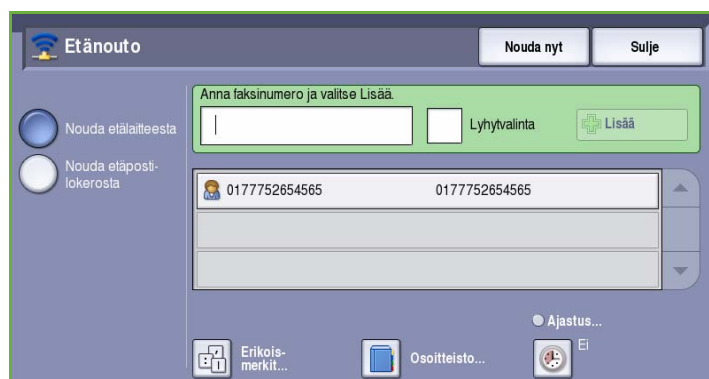 Etänouto
Nouda nyt
Sulje
Nouda etälaitteesta
Nouda etäposti-
lokerosta
Anna faksinumero ja valitse Lisää.
Lyhytvalinta
Lisää
0177752654565 0177752654565
Erikois-
merkit...
Osoitteisto...
Ajastus...
Ei